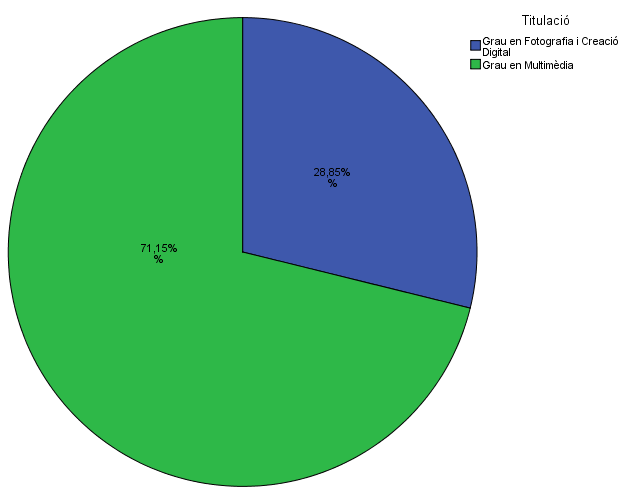 Titulació
Grau en Fotografia i Creació
Digital
Grau en Multimèdia
28,85%
%
71,15%
%